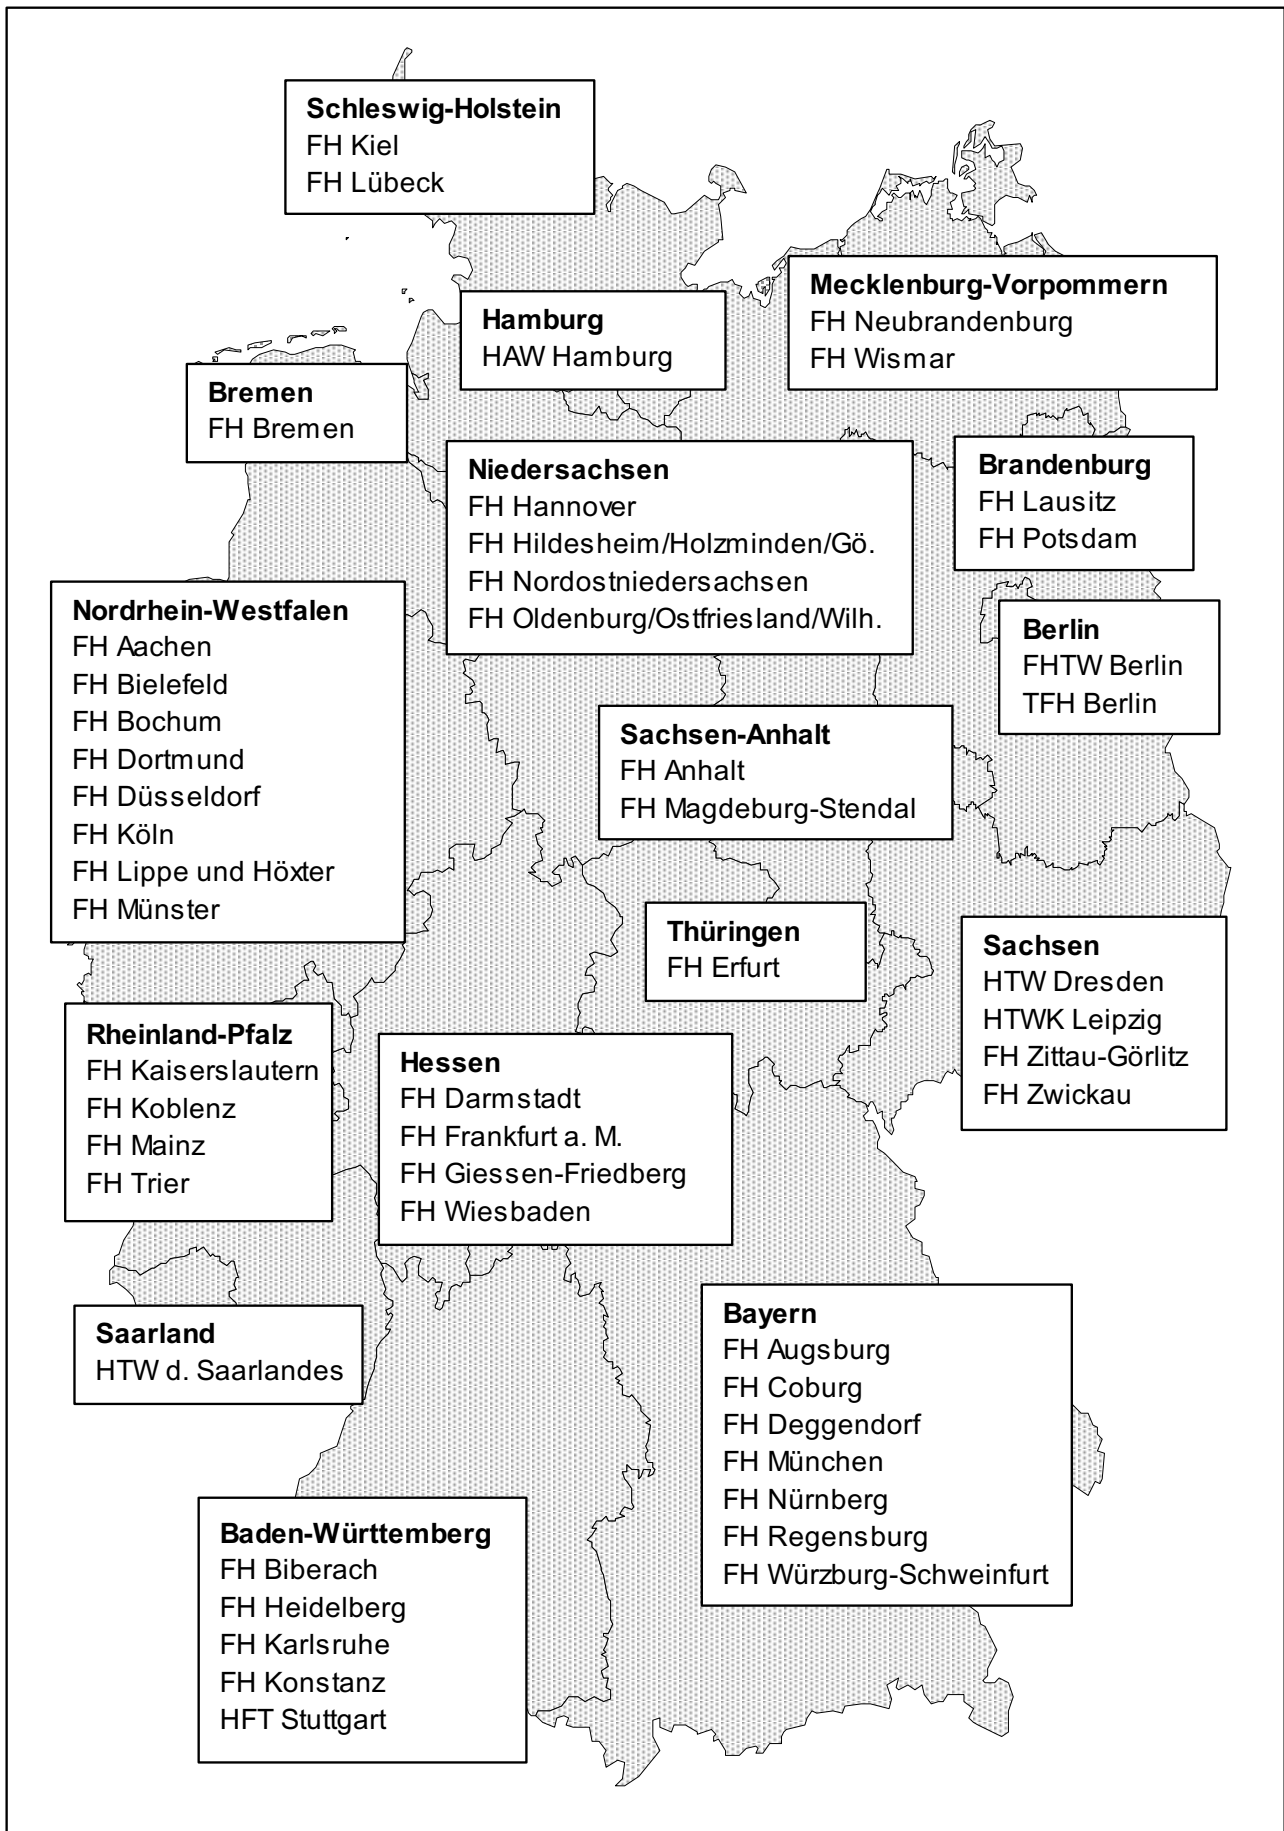 Schleswig-Holstein
FH Kiel
FH Lübeck
Mecklenburg-Vorpommern
FH Neubrandenburg
FH Wismar
Hamburg
HAW Hamburg
Bremen
FH Bremen
Niedersachsen
FH Hannover
FH Hildesheim/Holzminden/Gö.
FH Nordostniedersachsen
FH Oldenburg/Ostfriesland/Wilh.
Brandenburg
FH Lausitz
FH Potsdam
Nordrhein-Westfalen
FH Aachen
FH Bielefeld
FH Bochum
FH Dortmund
FH Düsseldorf
FH Köln
FH Lippe und Höxter
FH Münster
Berlin
FHTW Berlin
TFH Berlin
Sachsen-Anhalt
FH Anhalt
FH Magdeburg-Stendal
Thüringen
FH Erfurt
Sachsen
HTW Dresden
HTWK Leipzig
FH Zittau-Görlitz
FH Zwickau
Rheinland-Pfalz
FH Kaiserslautern
FH Koblenz
FH Mainz
FH Trier
Hessen
FH Darmstadt
FH Frankfurt a. M.
FH Giessen-Friedberg
FH Wiesbaden
Saarland
HTW d. Saarlandes
Bayern
FH Augsburg
FH Coburg
FH Deggendorf
FH München
FH Nürnberg
FH Regensburg
FH Würzburg-Schweinfurt
Baden-Württemberg
FH Biberach
FH Heidelberg
FH Karlsruhe
FH Konstanz
HFT Stuttgart